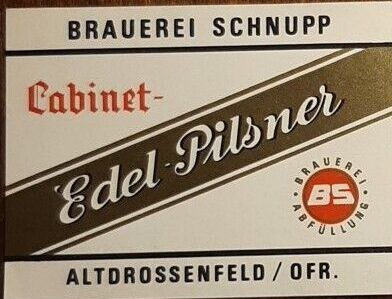 BRAUEREI SCHNUPP
Cabinet-
Edel-Pilsner
BRAUEREI
BS
ABFÜLLUNG
ALTDROSSENFELD / OFR.